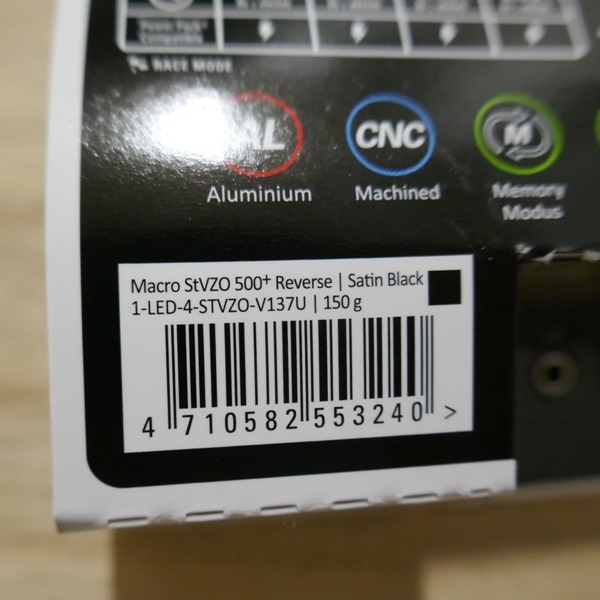 RACE MODE
AL CNC M
Aluminium Machined Memory
Modus
Macro StVZO 500+ Reverse | Satin Black
1-LED-4-STVZO-V137U | 150 g
4 710582 553240 >